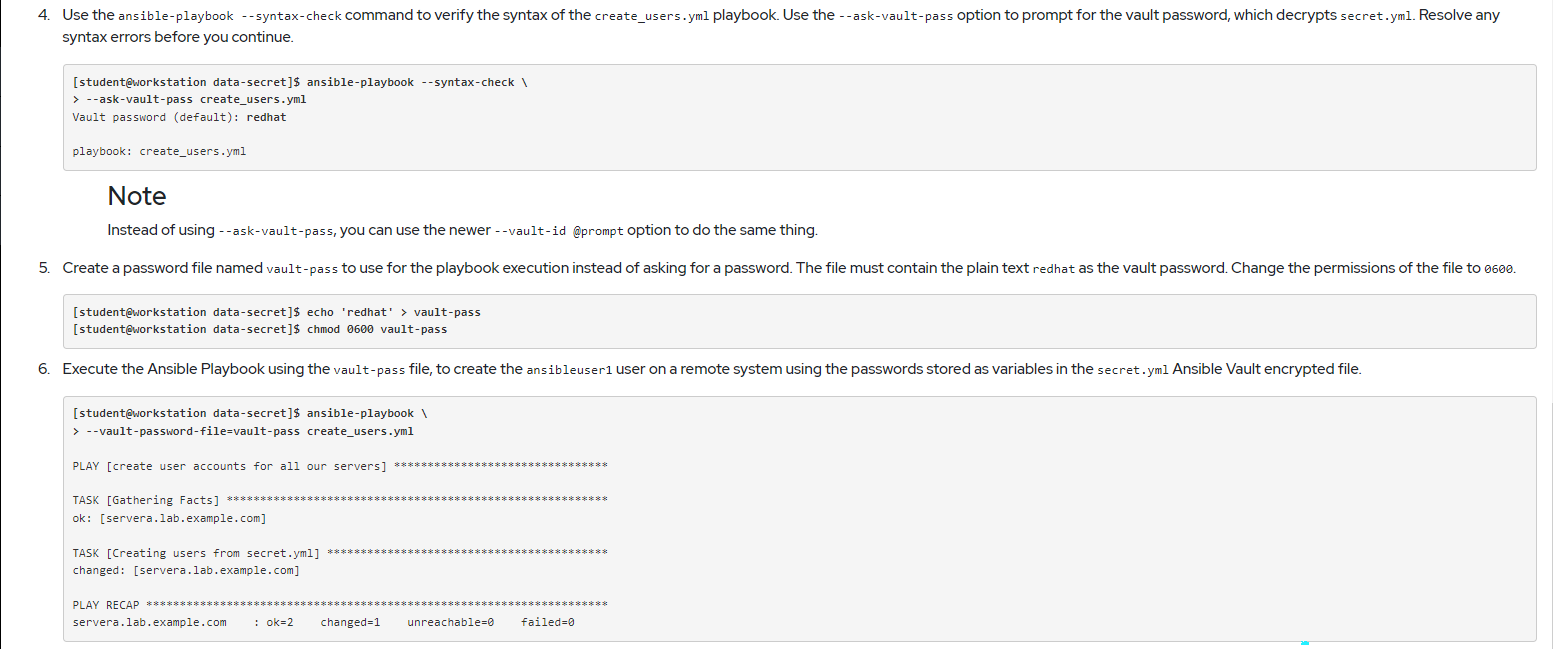 4. Use the ansible-playbook --syntax-check command to verify the syntax of the create_users.yml playbook. Use the --ask-vault-pass option to prompt for the vault password, which decrypts secret.yml. Resolve any
syntax errors before you continue.
[student@workstation data-secret]$ ansible-playbook --syntax-check \
> --ask-vault-pass create_users.yml
Vault password (default): redhat
playbook: create_users.yml
Note
Instead of using --ask-vault-pass, you can use the newer --vault-id @prompt option to do the same thing.
5. Create a password file named vault-pass to use for the playbook execution instead of asking for a password. The file must contain the plain text redhat as the vault password. Change the permissions of the file to 0600.
[student@workstation data-secret]$ echo 'redhat' > vault-pass
[student@workstation data-secret]$ chmod 0600 vault-pass
6. Execute the Ansible Playbook using the vault-pass file, to create the ansibleuser1 user on a remote system using the passwords stored as variables in the secret.yml Ansible Vault encrypted file.
[student@workstation data-secret]$ ansible-playbook \
> --vault-password-file=vault-pass create_users.yml
PLAY [create user accounts for all our servers] ********************************
TASK [Gathering Facts] *********************************************************
ok: [servera.lab.example.com]
TASK [Creating users from secret.yml] ******************************************
changed: [servera.lab.example.com]
PLAY RECAP *********************************************************************
servera.lab.example.com    : ok=2    changed=1    unreachable=0    failed=0